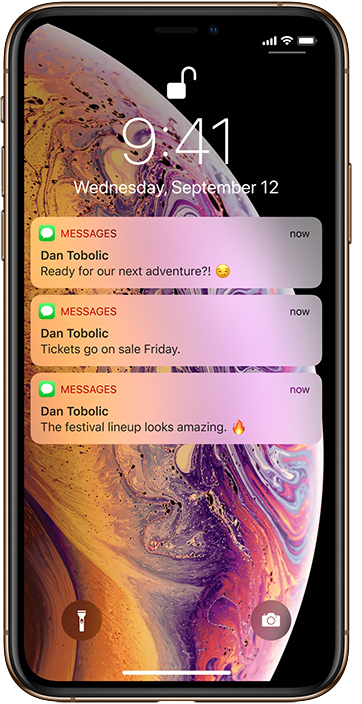 9:41
Wednesday, September 12
MESSAGES now
Dan Tobolic
Ready for our next adventure?! 😏
MESSAGES now
Dan Tobolic
Tickets go on sale Friday.
MESSAGES now
Dan Tobolic
The festival lineup looks amazing. 🔥